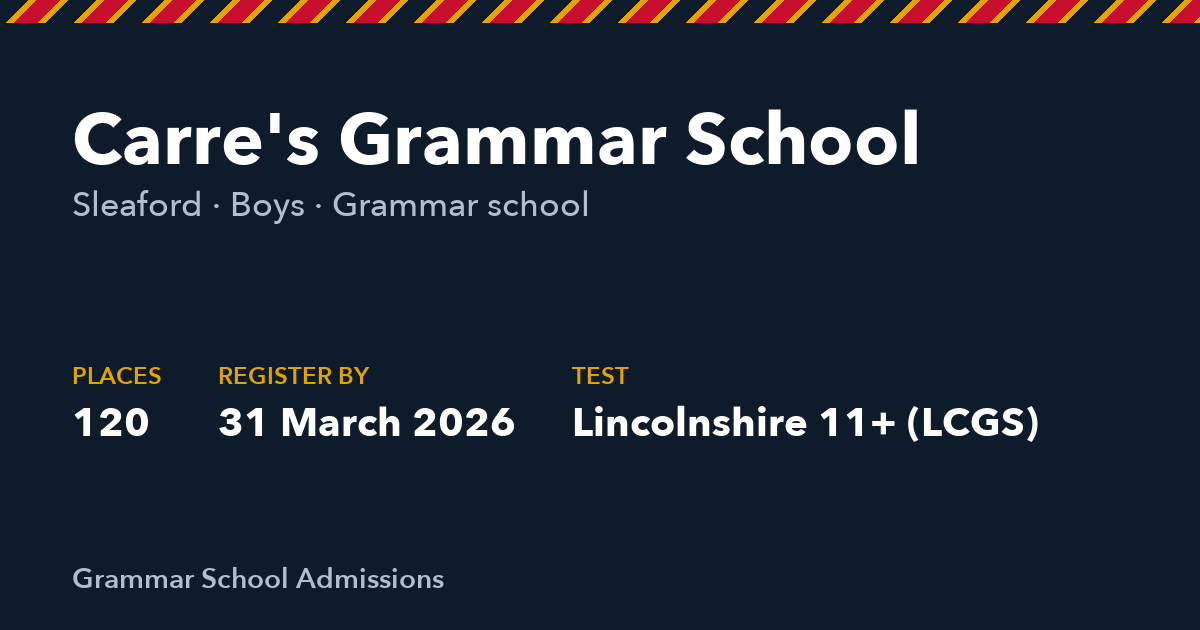 Carre's Grammar School
Sleaford · Boys · Grammar school
PLACES
120
REGISTER BY
31 March 2026
TEST
Lincolnshire 11+ (LCGS)
Grammar School Admissions